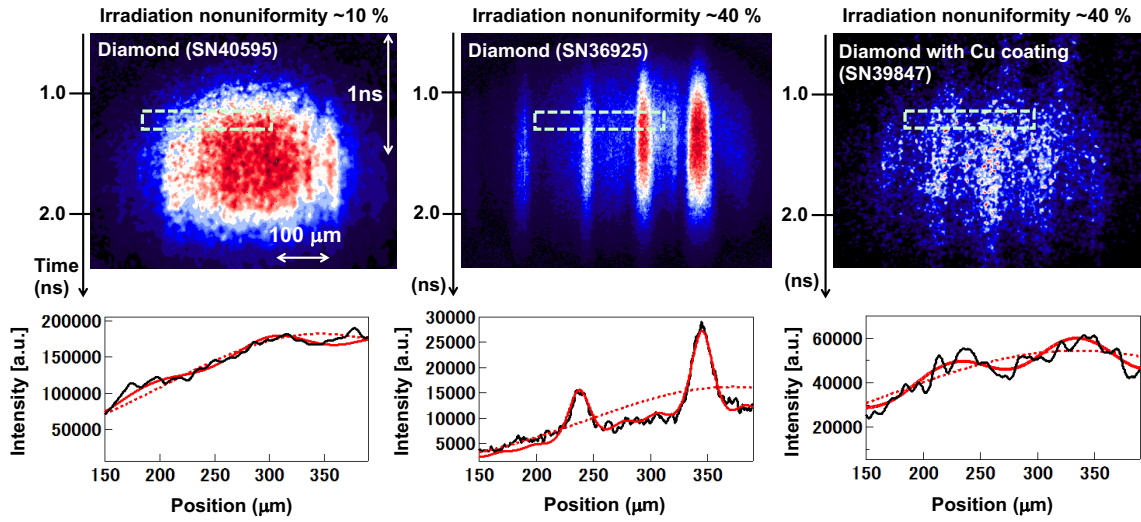 Irradiation nonuniformity ~10 %
Irradiation nonuniformity ~40 %
Irradiation nonuniformity ~40 %
Diamond (SN40595)
Diamond (SN36925)
Diamond with Cu coating
(SN39847)
1ns
100 μm
1.0
2.0
Time
(ns)
1.0
2.0
(ns)
1.0
2.0
(ns)
Intensity [a.u.]
200000
150000
100000
50000
150 200 250 300 350
Position (μm)
Intensity [a.u.]
30000
25000
20000
15000
10000
5000
150 200 250 300 350
Position (μm)
Intensity [a.u.]
60000
40000
20000
150 200 250 300 350
Position (μm)